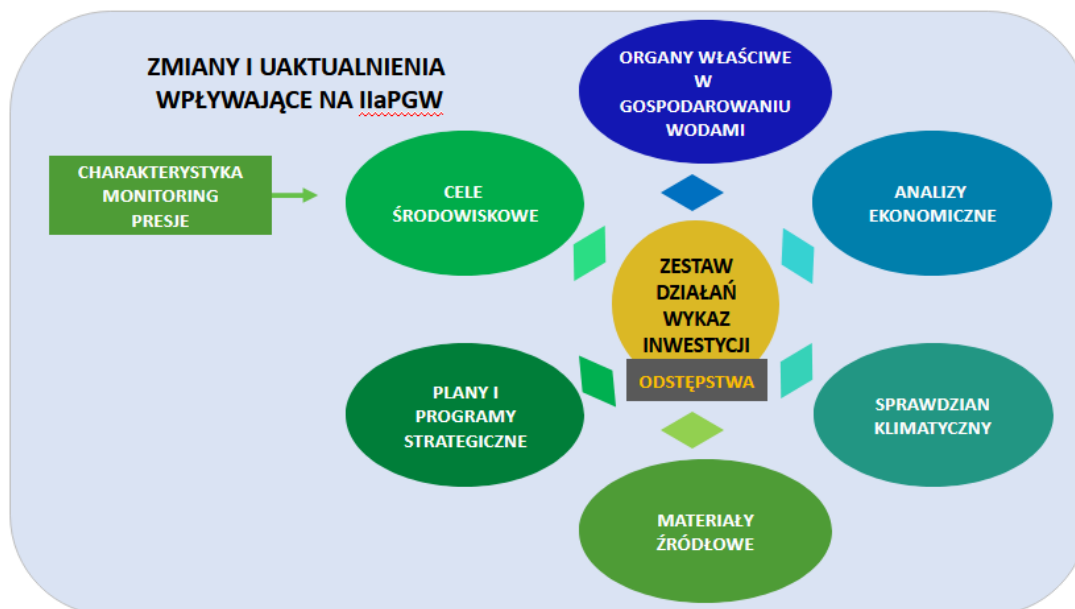 ZMIANY I UAKTUALNIENIA
WPŁYWAJĄCE NA IIaPGW
ORGANY WŁAŚCIWE
W
GOSPODAROWANIU
WODAMI
CHARAKTERYSTYKA
MONITORING
PRESJE
CELE
ŚRODOWISKOWE
ANALIZY
EKONOMICZNE
ZESTAW
DZIAŁAŃ
WYKAZ
INWESTYCJI
ODSTĘPSTWA
PLANY I
PROGRAMY
STRATEGICZNE
SPRAWDZIAN
KLIMATYCZNY
MATERIAŁY
ŹRÓDŁOWE